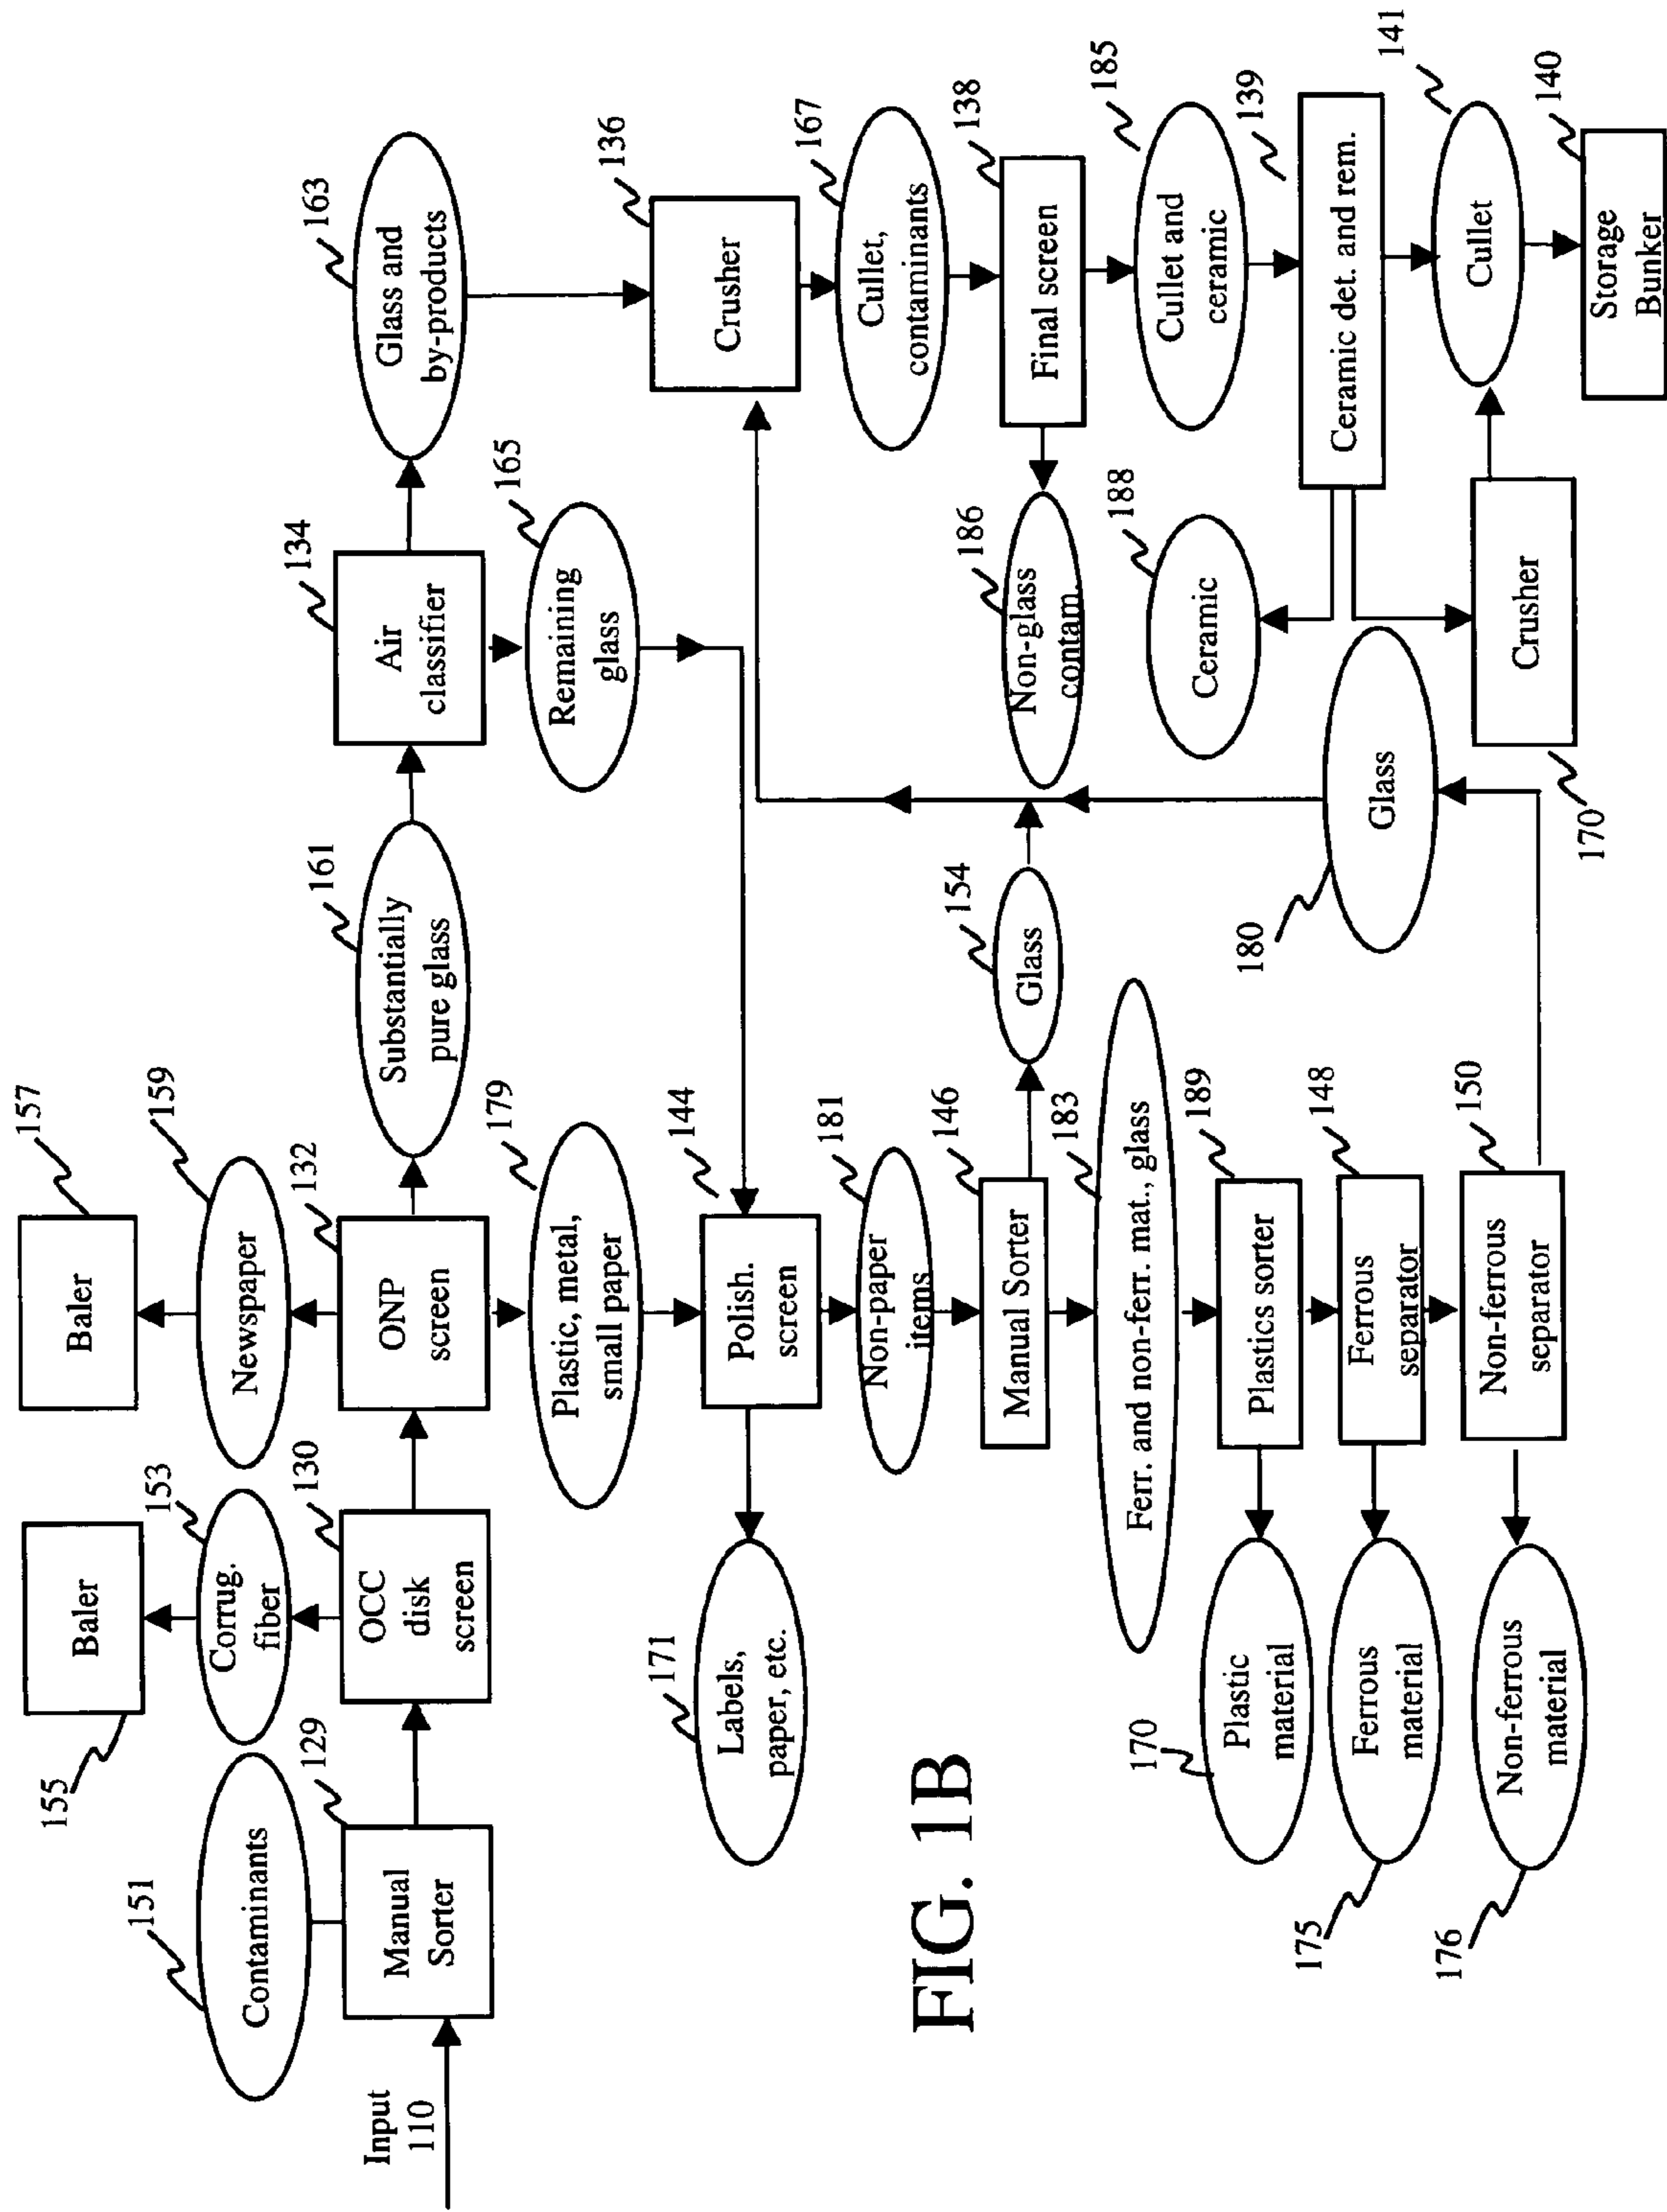 Input
110
151
Contaminants
129
Manual
Sorter
155
Baler
153
Corrug.
fiber
130
OCC
disk
screen
157
Baler
159
Newspaper
132
ONP
screen
161
Substantially
pure glass
134
Air
classifier
163
Glass and
by-products
165
Remaining
glass
179
Plastic, metal,
small paper
136
Crusher
144
Polish.
screen
171
Labels,
paper, etc.
167
Cullet,
contaminants
181
Non-paper
items
138
Final screen
186
Non-glass
contam.
146
Manual Sorter
154
Glass
185
Cullet and
ceramic
188
Ceramic
183
Ferr. and non-ferr. mat., glass
139
Ceramic det. and rem.
189
Plastics sorter
170
Plastic
material
180
Glass
148
Ferrous
separator
175
Ferrous
material
141
Cullet
170
Crusher
150
Non-ferrous
separator
176
Non-ferrous
material
140
Storage
Bunker
FIG. 1B